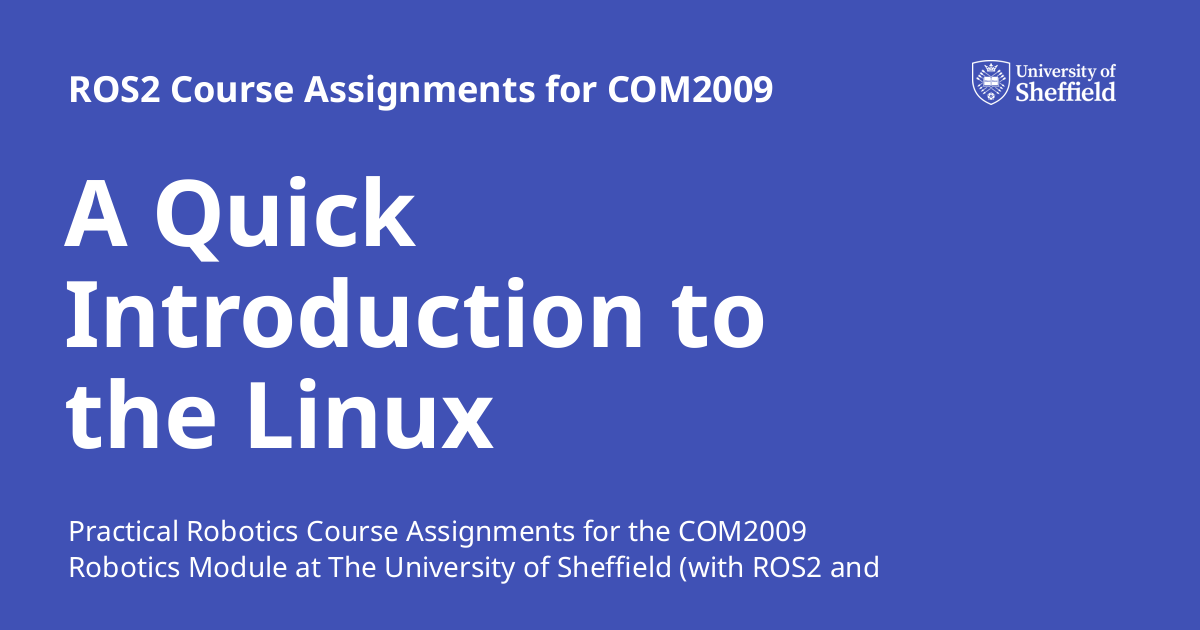 ROS2 Course Assignments for COM2009
University of
Sheffield
A Quick
Introduction to
the Linux
Practical Robotics Course Assignments for the COM2009
Robotics Module at The University of Sheffield (with ROS2 and